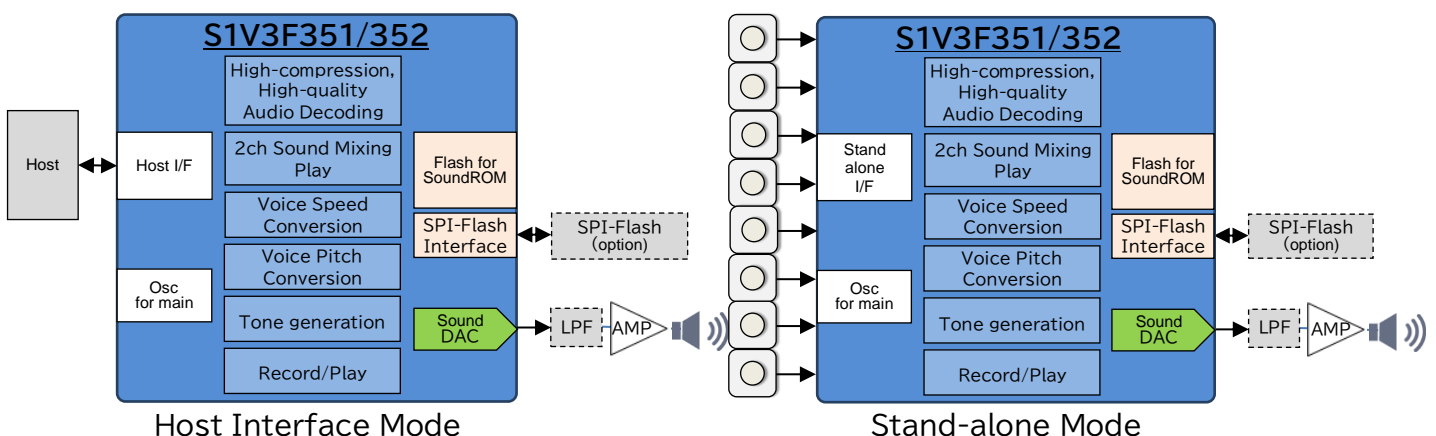 S1V3F351/352
High-compression,
High-quality
Audio Decoding
Host
Host I/F
2ch Sound Mixing
Play
Flash for
SoundROM
Voice Speed
Conversion
SPI-Flash
Interface
SPI-Flash
(option)
Voice Pitch
Conversion
Osc
for main
Tone generation
Sound
DAC
LPF
AMP
Record/Play
Host Interface Mode
S1V3F351/352
High-compression,
High-quality
Audio Decoding
Stand
alone
I/F
2ch Sound Mixing
Play
Flash for
SoundROM
Voice Speed
Conversion
SPI-Flash
Interface
SPI-Flash
(option)
Voice Pitch
Conversion
Osc
for main
Tone generation
Sound
DAC
LPF
AMP
Record/Play
Stand-alone Mode